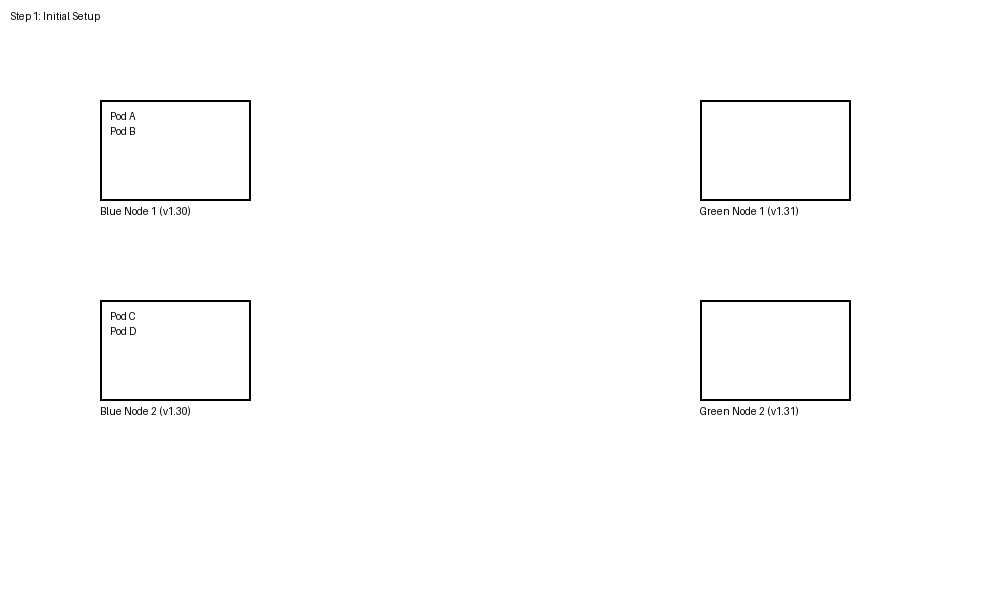 Step 1: Initial Setup
Pod A
Pod B
Blue Node 1 (v1.30)
Green Node 1 (v1.31)
Pod C
Pod D
Blue Node 2 (v1.30)
Green Node 2 (v1.31)